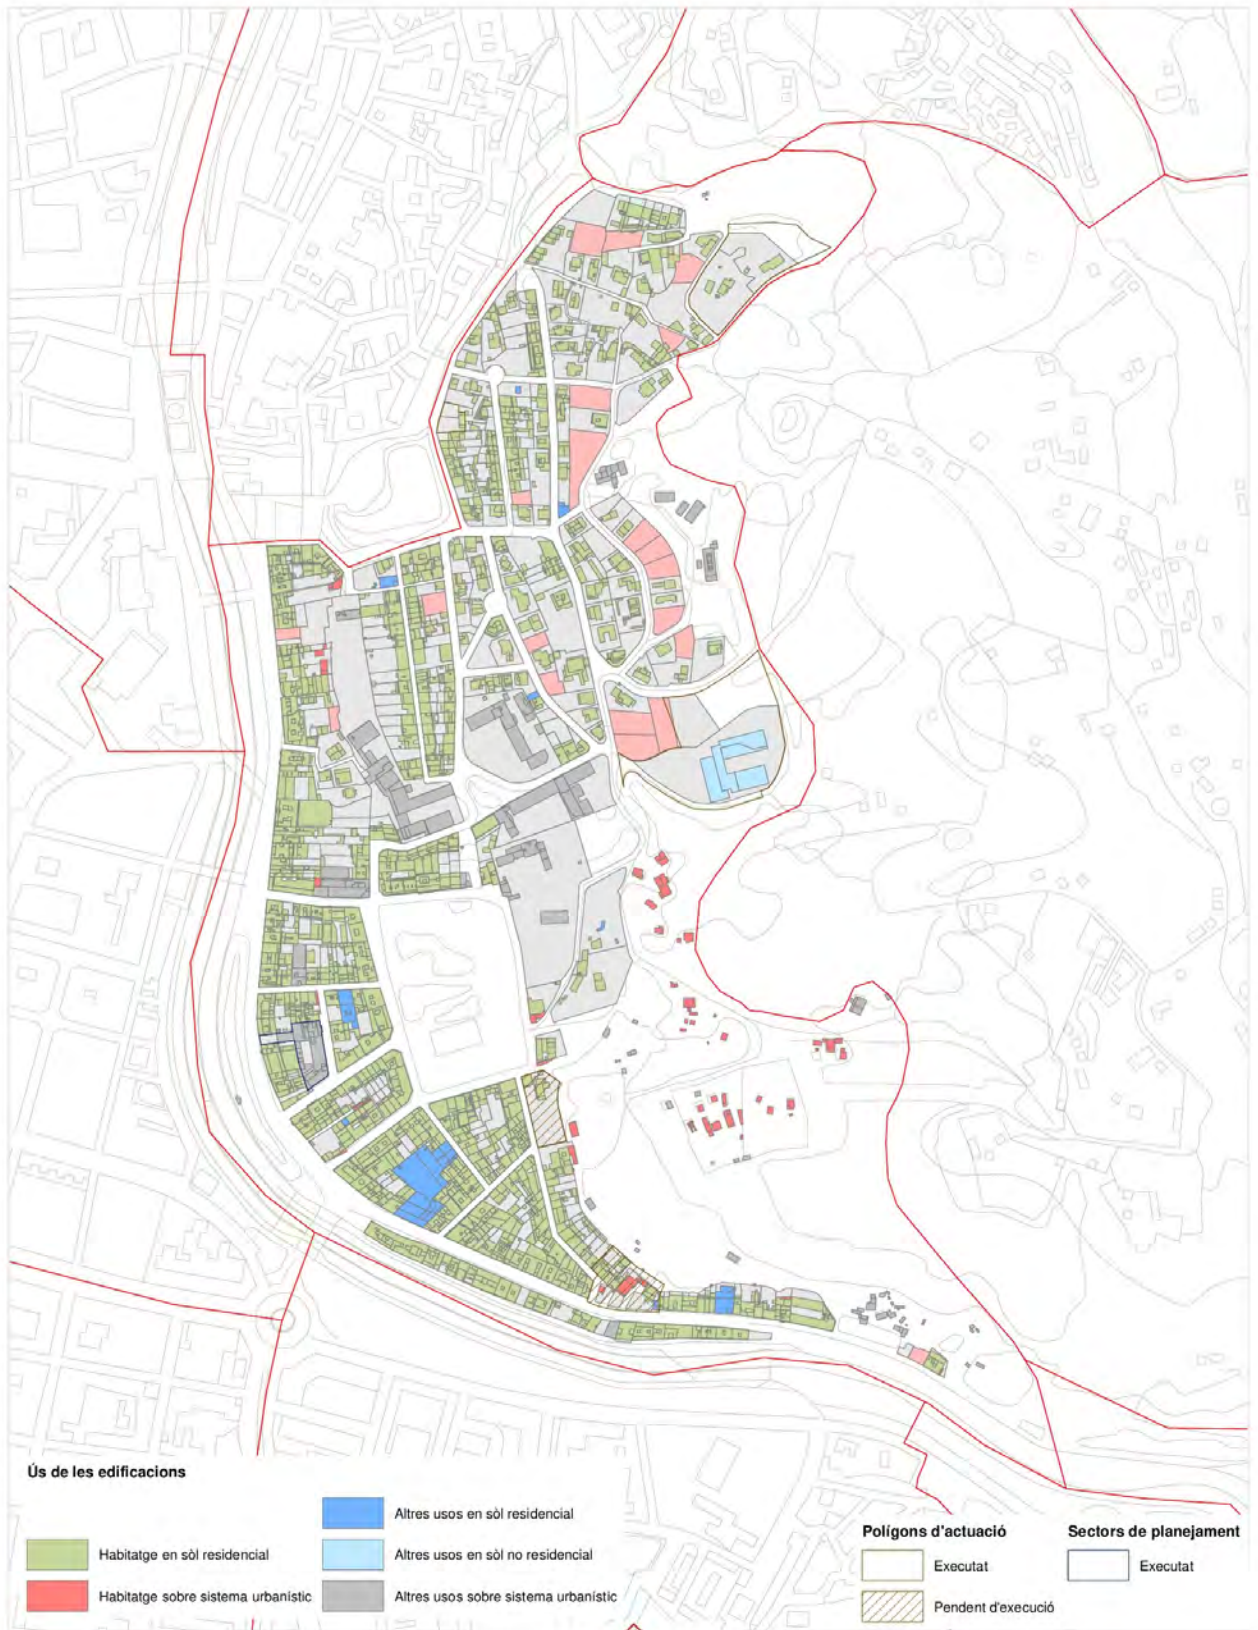 Ús de les edificacions
Altres usos en sòl residencial
Habitatge en sòl residencial
Altres usos en sòl no residencial
Habitatge sobre sistema urbanístic
Altres usos sobre sistema urbanístic
Polígons d'actuació
Executat
Pendent d'execució
Sectors de planejament
Executat